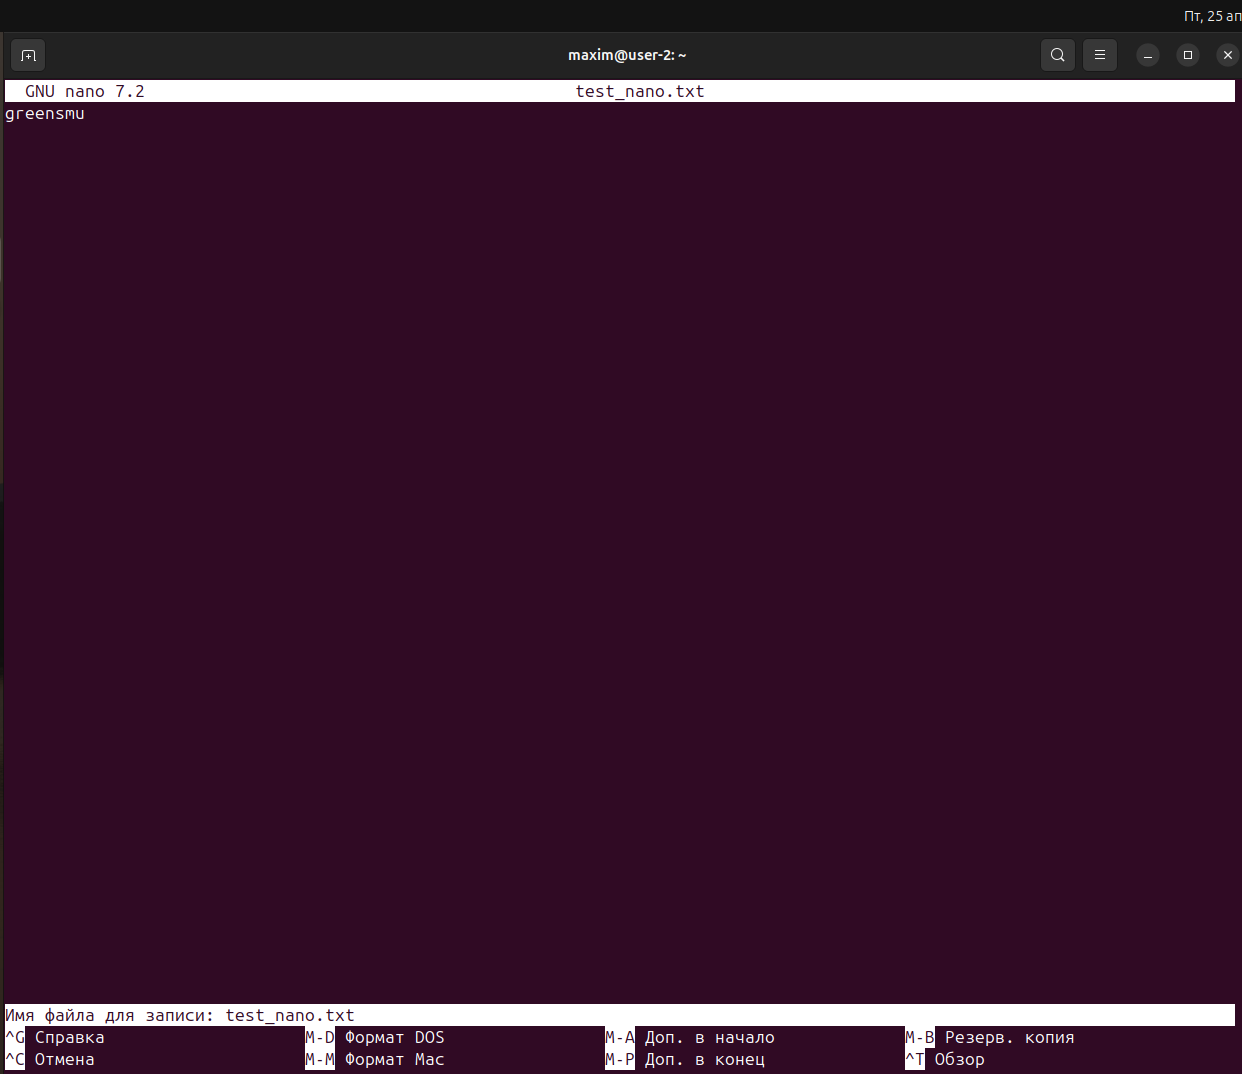 Пт, 25 ап
maxim@user-2: ~
GNU nano 7.2 test_nano.txt
greensmu
Имя файла для записи: test_nano.txt
^G Справка M-D Формат DOS M-A Доп. в начало M-B Резерв. копия
^C Отмена M-M Формат Mac M-P Доп. в конец ^T Обзор